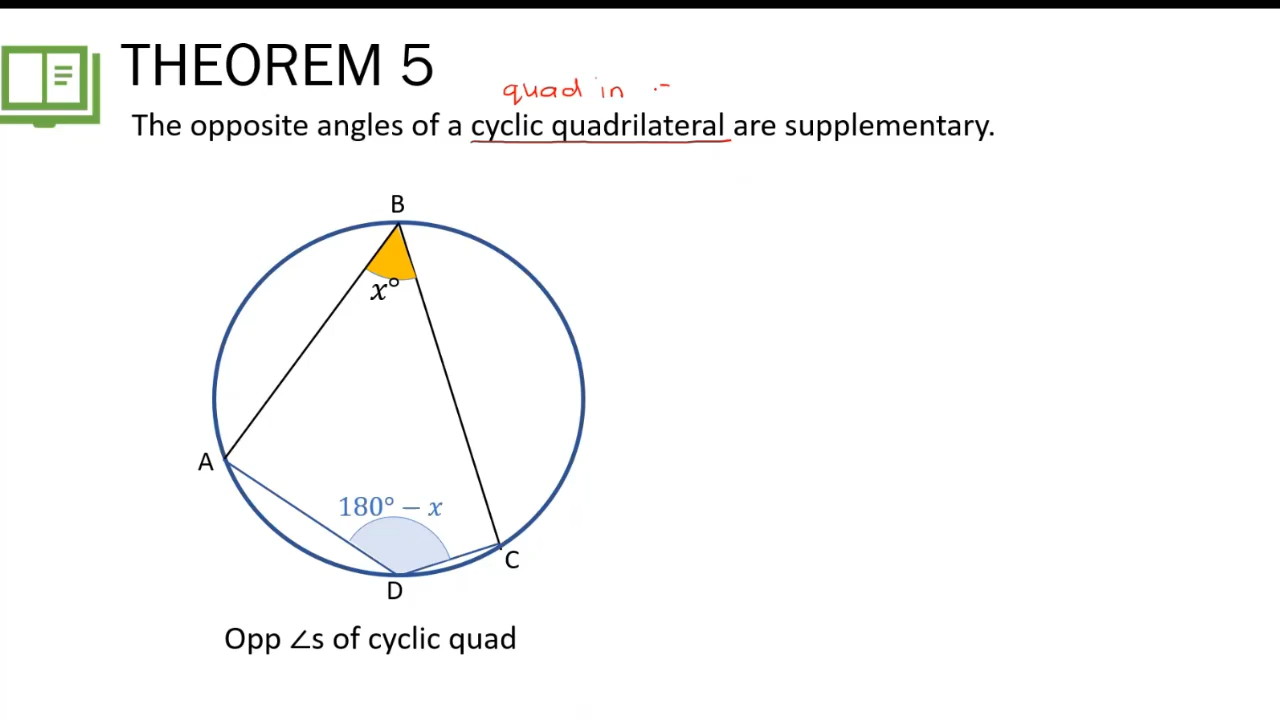 THEOREM 5
quad in
The opposite angles of a cyclic quadrilateral are supplementary.
B
x°
A
180° − x
C
D
Opp ∠s of cyclic quad